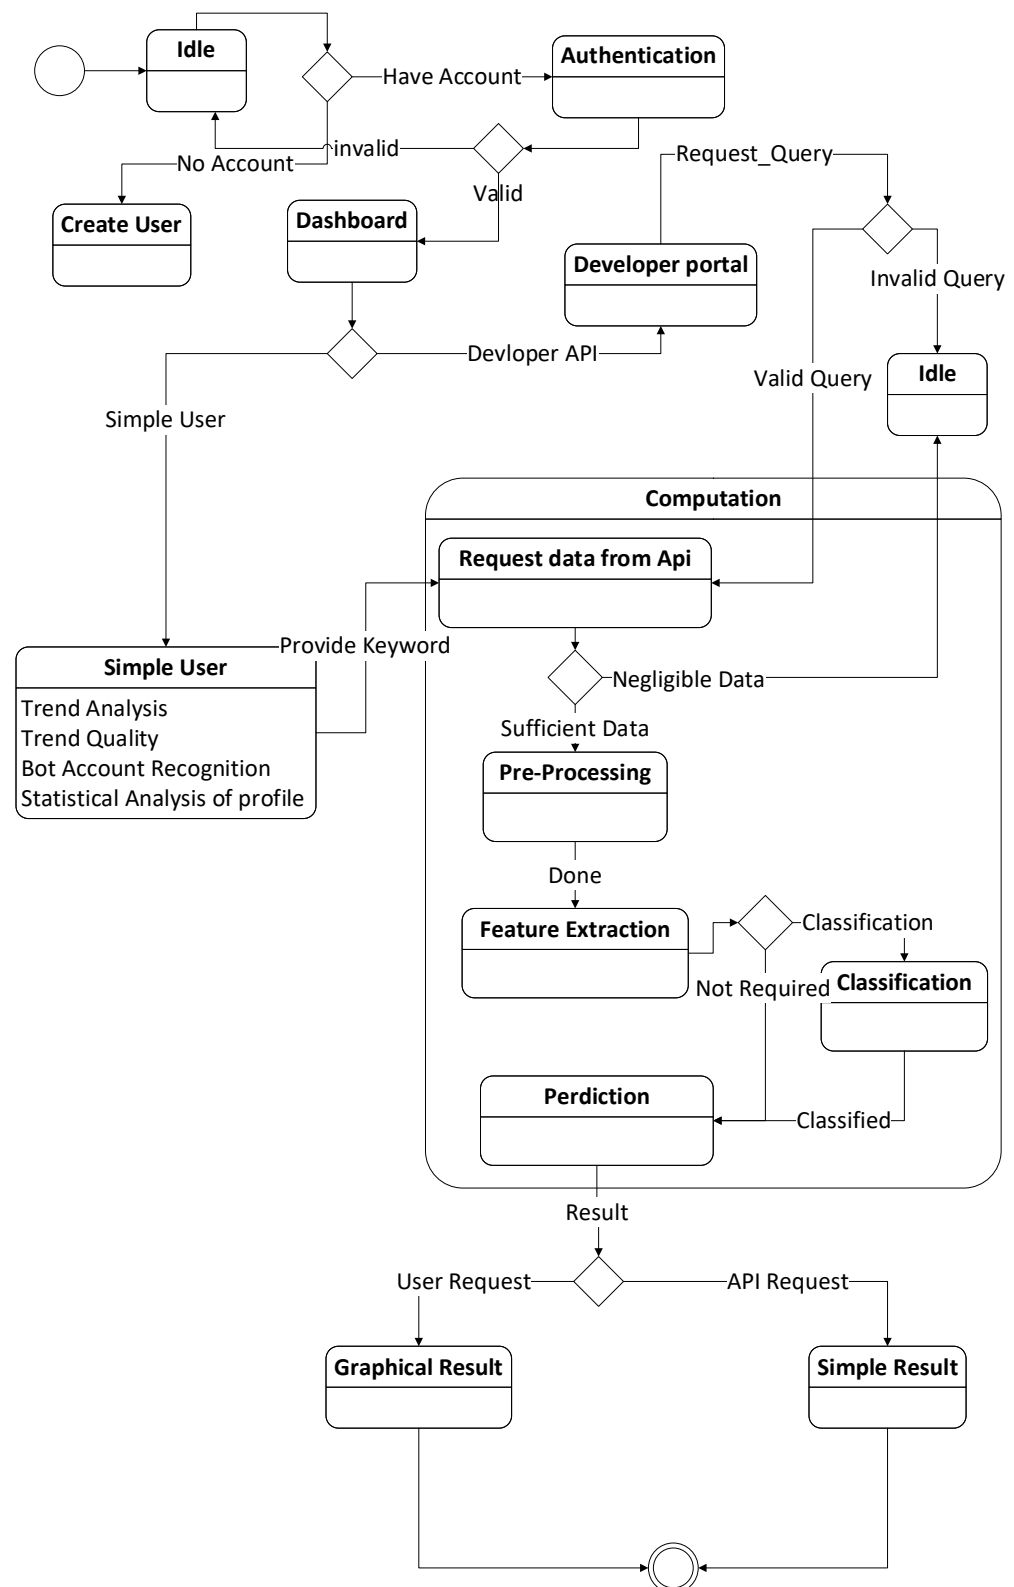 Idle
Authentication
Have Account
invalid
No Account
Request_Query
Valid
Create User
Dashboard
Developer portal
Invalid Query
Devloper API
Valid Query
Idle
Simple User
Computation
Request data from Api
Provide Keyword
Simple User
Trend Analysis
Trend Quality
Bot Account Recognition
Statistical Analysis of profile
Negligible Data
Sufficient Data
Pre-Processing
Done
Feature Extraction
Classification
Not Required
Classification
Perdiction
Classified
Result
User Request
API Request
Graphical Result
Simple Result